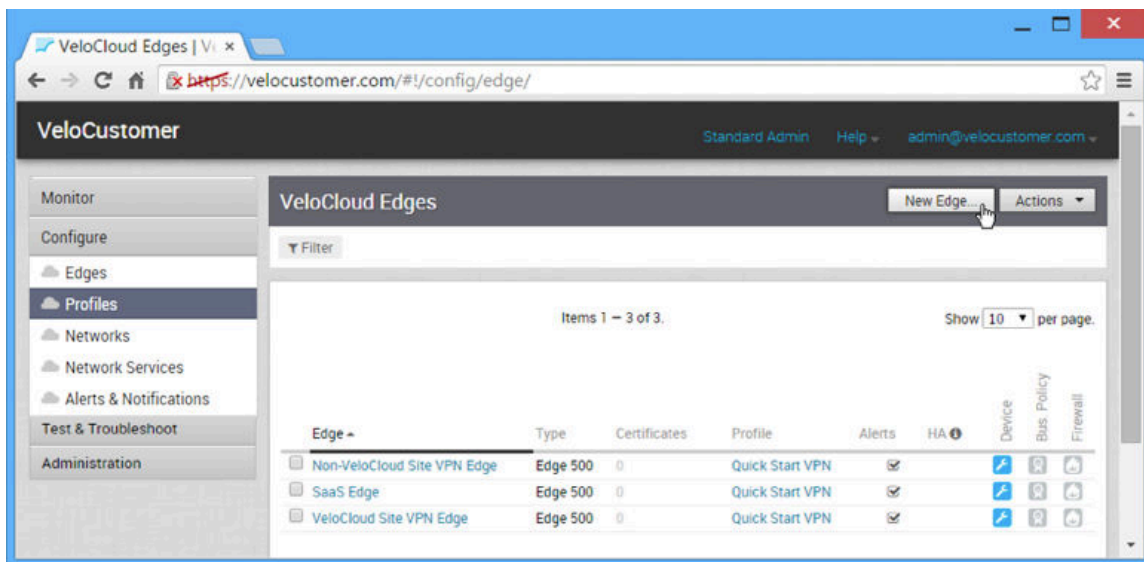 VeloCloud Edges | V
https://velocustomer.com/#!/config/edge/
VeloCustomer
Standard Admin Help admin@velocustomer.com
Monitor
Configure
Edges
Profiles
Networks
Network Services
Alerts & Notifications
Test & Troubleshoot
Administration
VeloCloud Edges
New Edge... Actions
Filter
Items 1 – 3 of 3.
Show 10 per page.
Edge Type Certificates Profile Alerts HA Device Bus Policy Firewall
Non-VeloCloud Site VPN Edge Edge 500 0 Quick Start VPN
SaaS Edge Edge 500 0 Quick Start VPN
VeloCloud Site VPN Edge Edge 500 0 Quick Start VPN